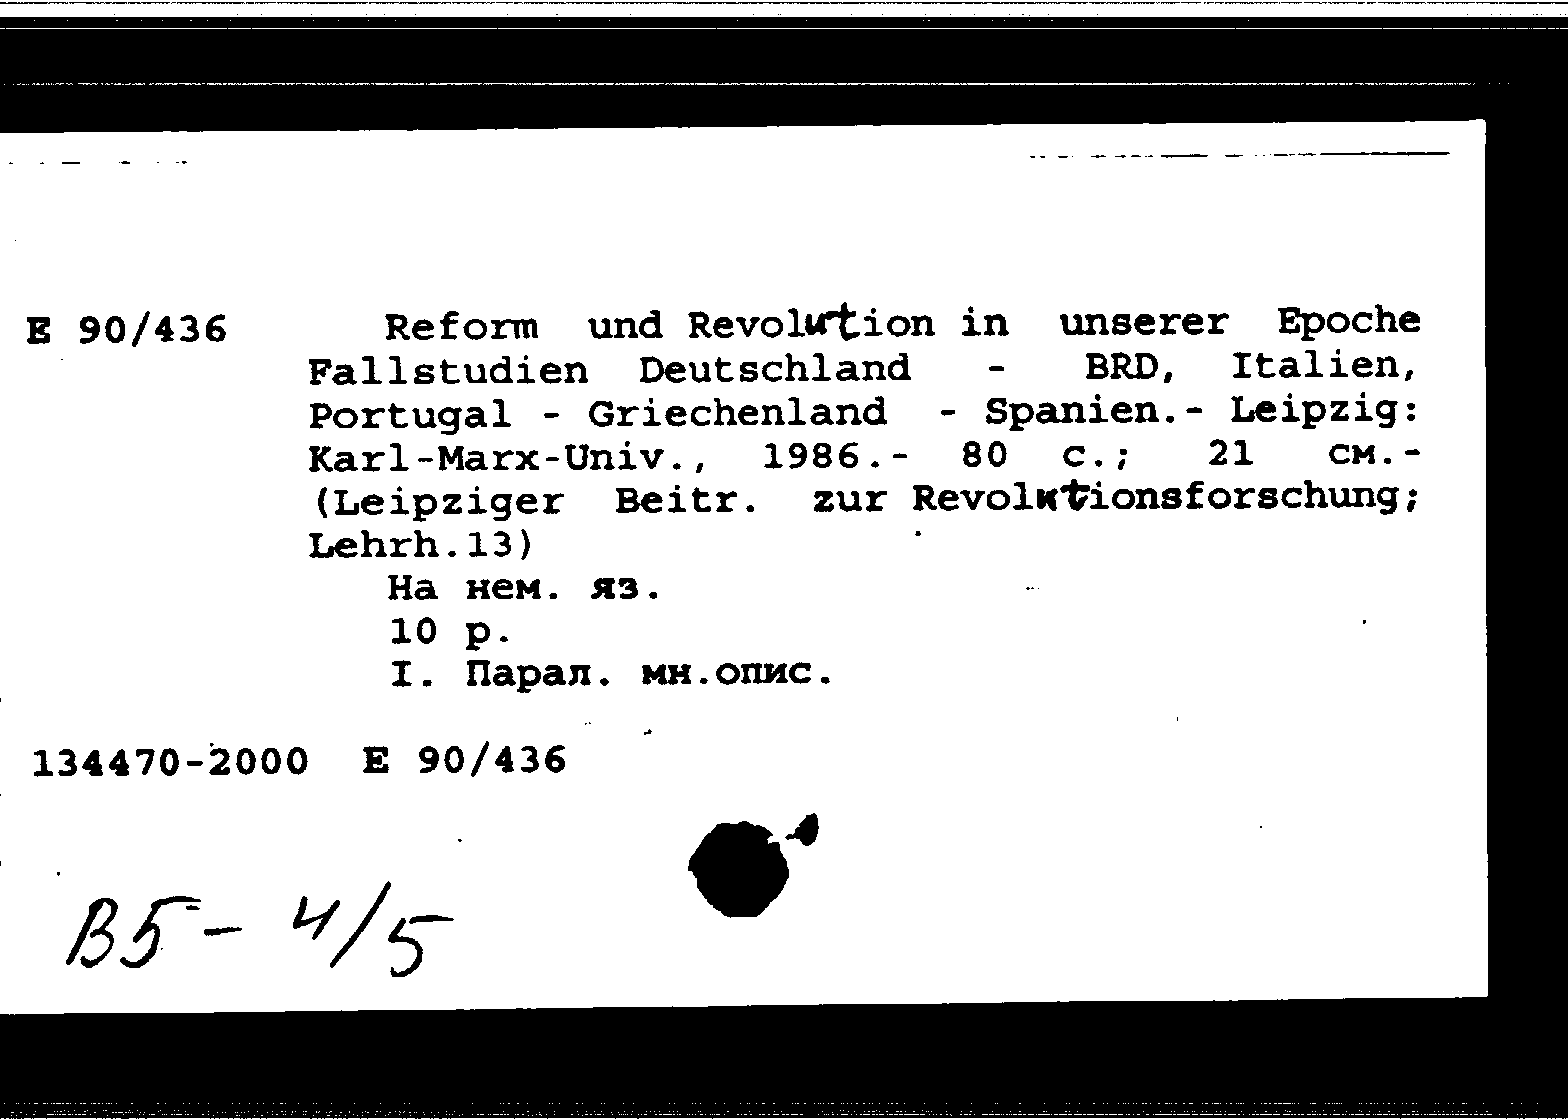 E 90/436 Reform und Revolution in unserer Epoche
Fallstudien Deutschland - BRD, Italien,
Portugal - Griechenland - Spanien.- Leipzig:
Karl-Marx-Univ., 1986.- 80 с.; 21 см.-
(Leipziger Beitr. zur Revolutionsforschung;
Lehrh.13)
На нем. яз.
10 р.
I. Парал. мн.опис.
134470-2000 E 90/436
В5- 4/5